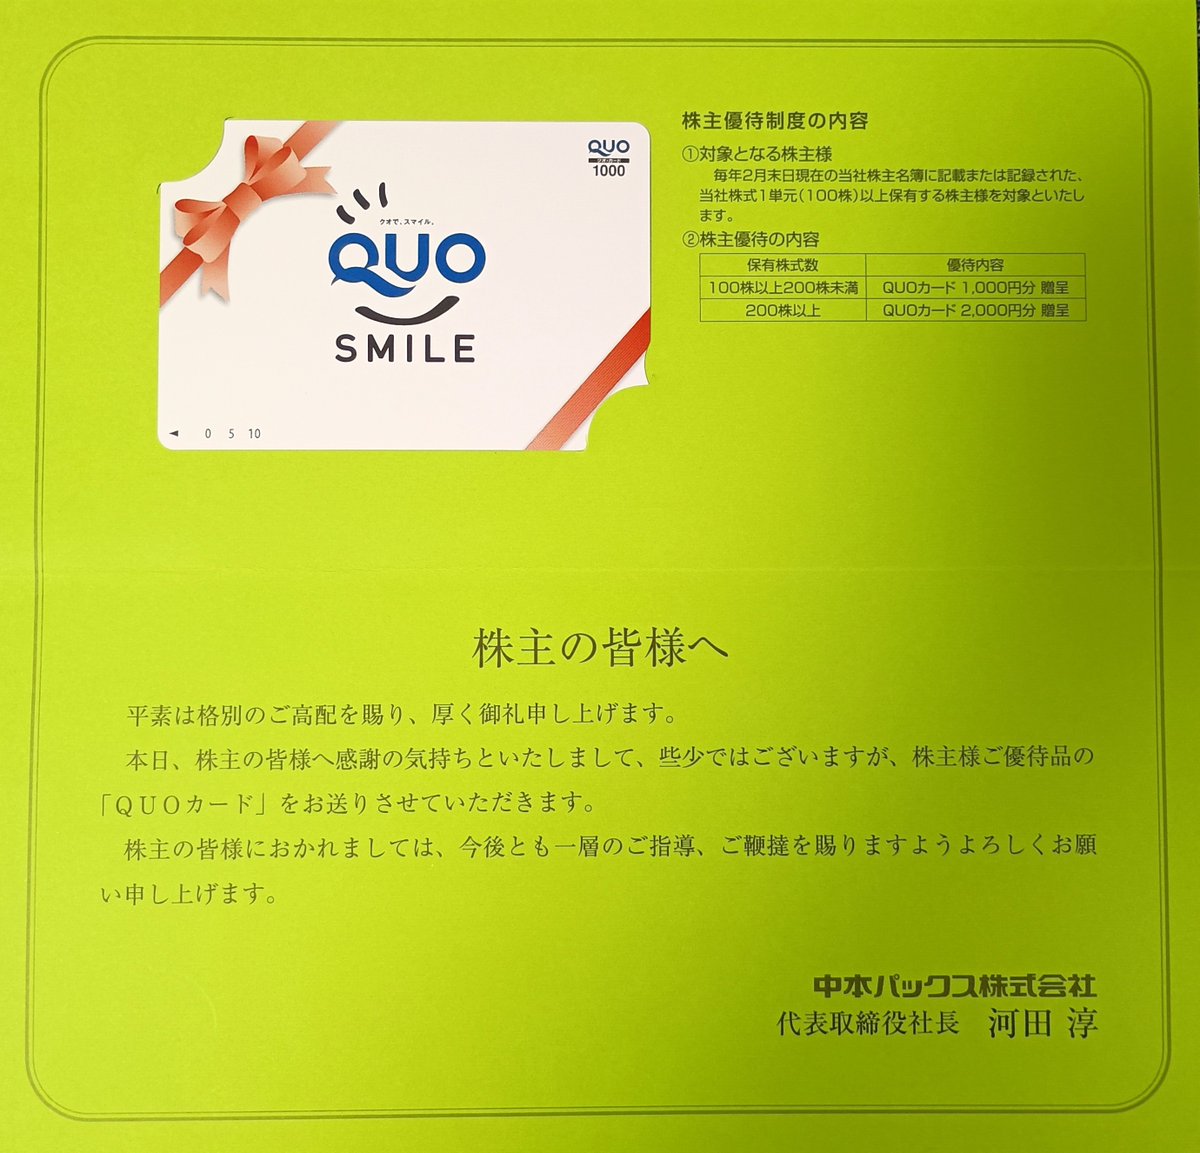 QUO
クオ・カード
1000
クオで、スマイル。
QUO
SMILE
0 5 10
株主優待制度の内容
①対象となる株主様
毎年2月末日現在の当社株主名簿に記載または記録された、
当社株式1単元（100株）以上保有する株主様を対象といたし
ます。
②株主優待の内容
保有株式数 優待内容
100株以上200株未満 QUOカード 1,000円分 贈呈
200株以上 QUOカード 2,000円分 贈呈
株主の皆様へ
平素は格別のご高配を賜り、厚く御礼申し上げます。
本日、株主の皆様へ感謝の気持ちといたしまして、些少ではございますが、株主様ご優待品の
「ＱＵＯカード」をお送りさせていただきます。
株主の皆様におかれましては、今後とも一層のご指導、ご鞭撻を賜りますようよろしくお願
い申し上げます。
中本パックス株式会社
代表取締役社長 河田 淳